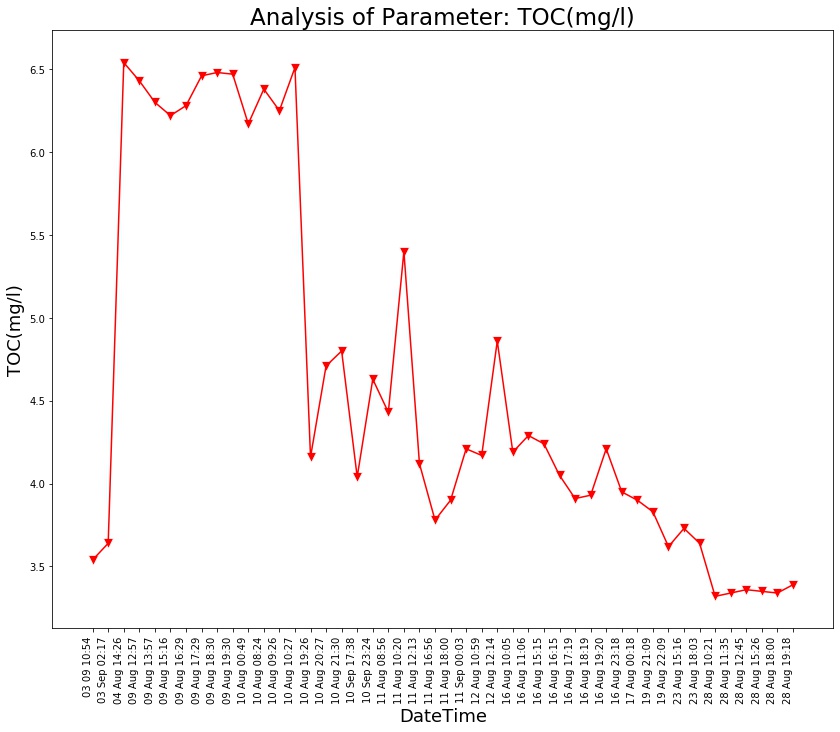 Analysis of Parameter: TOC(mg/l)
TOC(mg/l)
6.5
6.0
5.5
5.0
4.5
4.0
3.5
03 09 10:54
03 Sep 02:17
04 Aug 14:26
09 Aug 12:57
09 Aug 13:57
09 Aug 15:16
09 Aug 16:29
09 Aug 17:29
09 Aug 18:30
09 Aug 19:30
10 Aug 00:49
10 Aug 08:24
10 Aug 09:26
10 Aug 10:27
10 Aug 19:26
10 Aug 20:27
10 Aug 21:30
10 Sep 17:38
10 Sep 23:24
11 Aug 08:56
11 Aug 10:20
11 Aug 12:13
11 Aug 16:56
11 Aug 18:00
11 Sep 00:03
12 Aug 10:59
12 Aug 12:14
16 Aug 10:05
16 Aug 11:06
16 Aug 15:15
16 Aug 16:15
16 Aug 17:19
16 Aug 18:19
16 Aug 19:20
16 Aug 23:18
17 Aug 00:18
19 Aug 21:09
19 Aug 22:09
23 Aug 15:16
23 Aug 18:03
28 Aug 10:21
28 Aug 11:35
28 Aug 12:45
28 Aug 15:26
28 Aug 18:00
28 Aug 19:18
DateTime